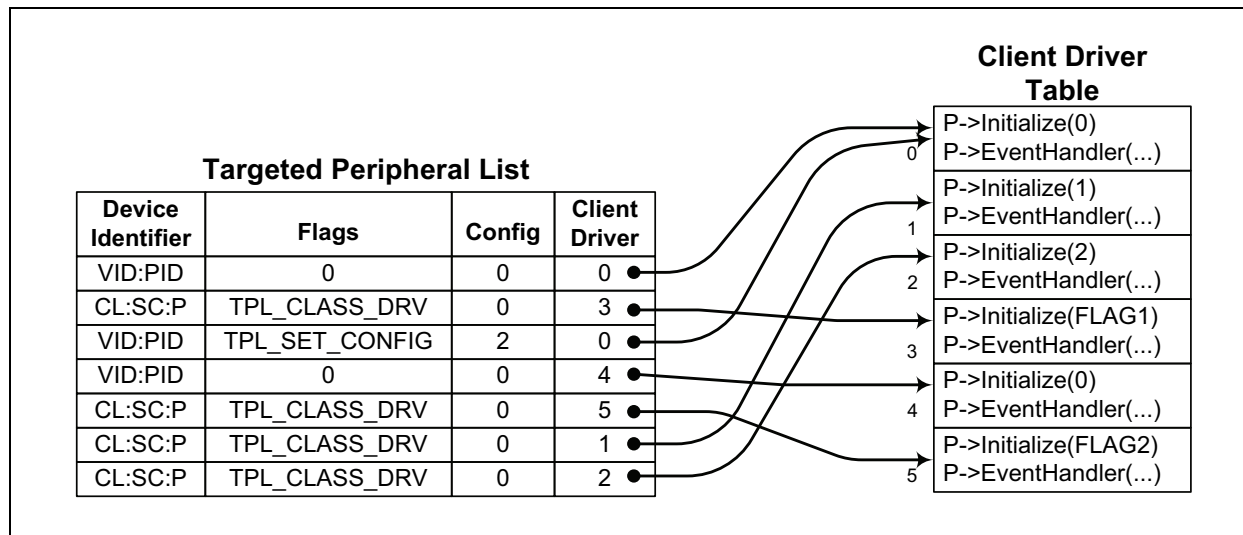 Client Driver
Table
P->Initialize(0)
0 P->EventHandler(...)
P->Initialize(1)
1 P->EventHandler(...)
P->Initialize(2)
2 P->EventHandler(...)
P->Initialize(FLAG1)
3 P->EventHandler(...)
P->Initialize(0)
4 P->EventHandler(...)
P->Initialize(FLAG2)
5 P->EventHandler(...)
Targeted Peripheral List
Device Identifier Flags Config Client Driver
VID:PID 0 0 0
CL:SC:P TPL_CLASS_DRV 0 3
VID:PID TPL_SET_CONFIG 2 0
VID:PID 0 0 4
CL:SC:P TPL_CLASS_DRV 0 5
CL:SC:P TPL_CLASS_DRV 0 1
CL:SC:P TPL_CLASS_DRV 0 2